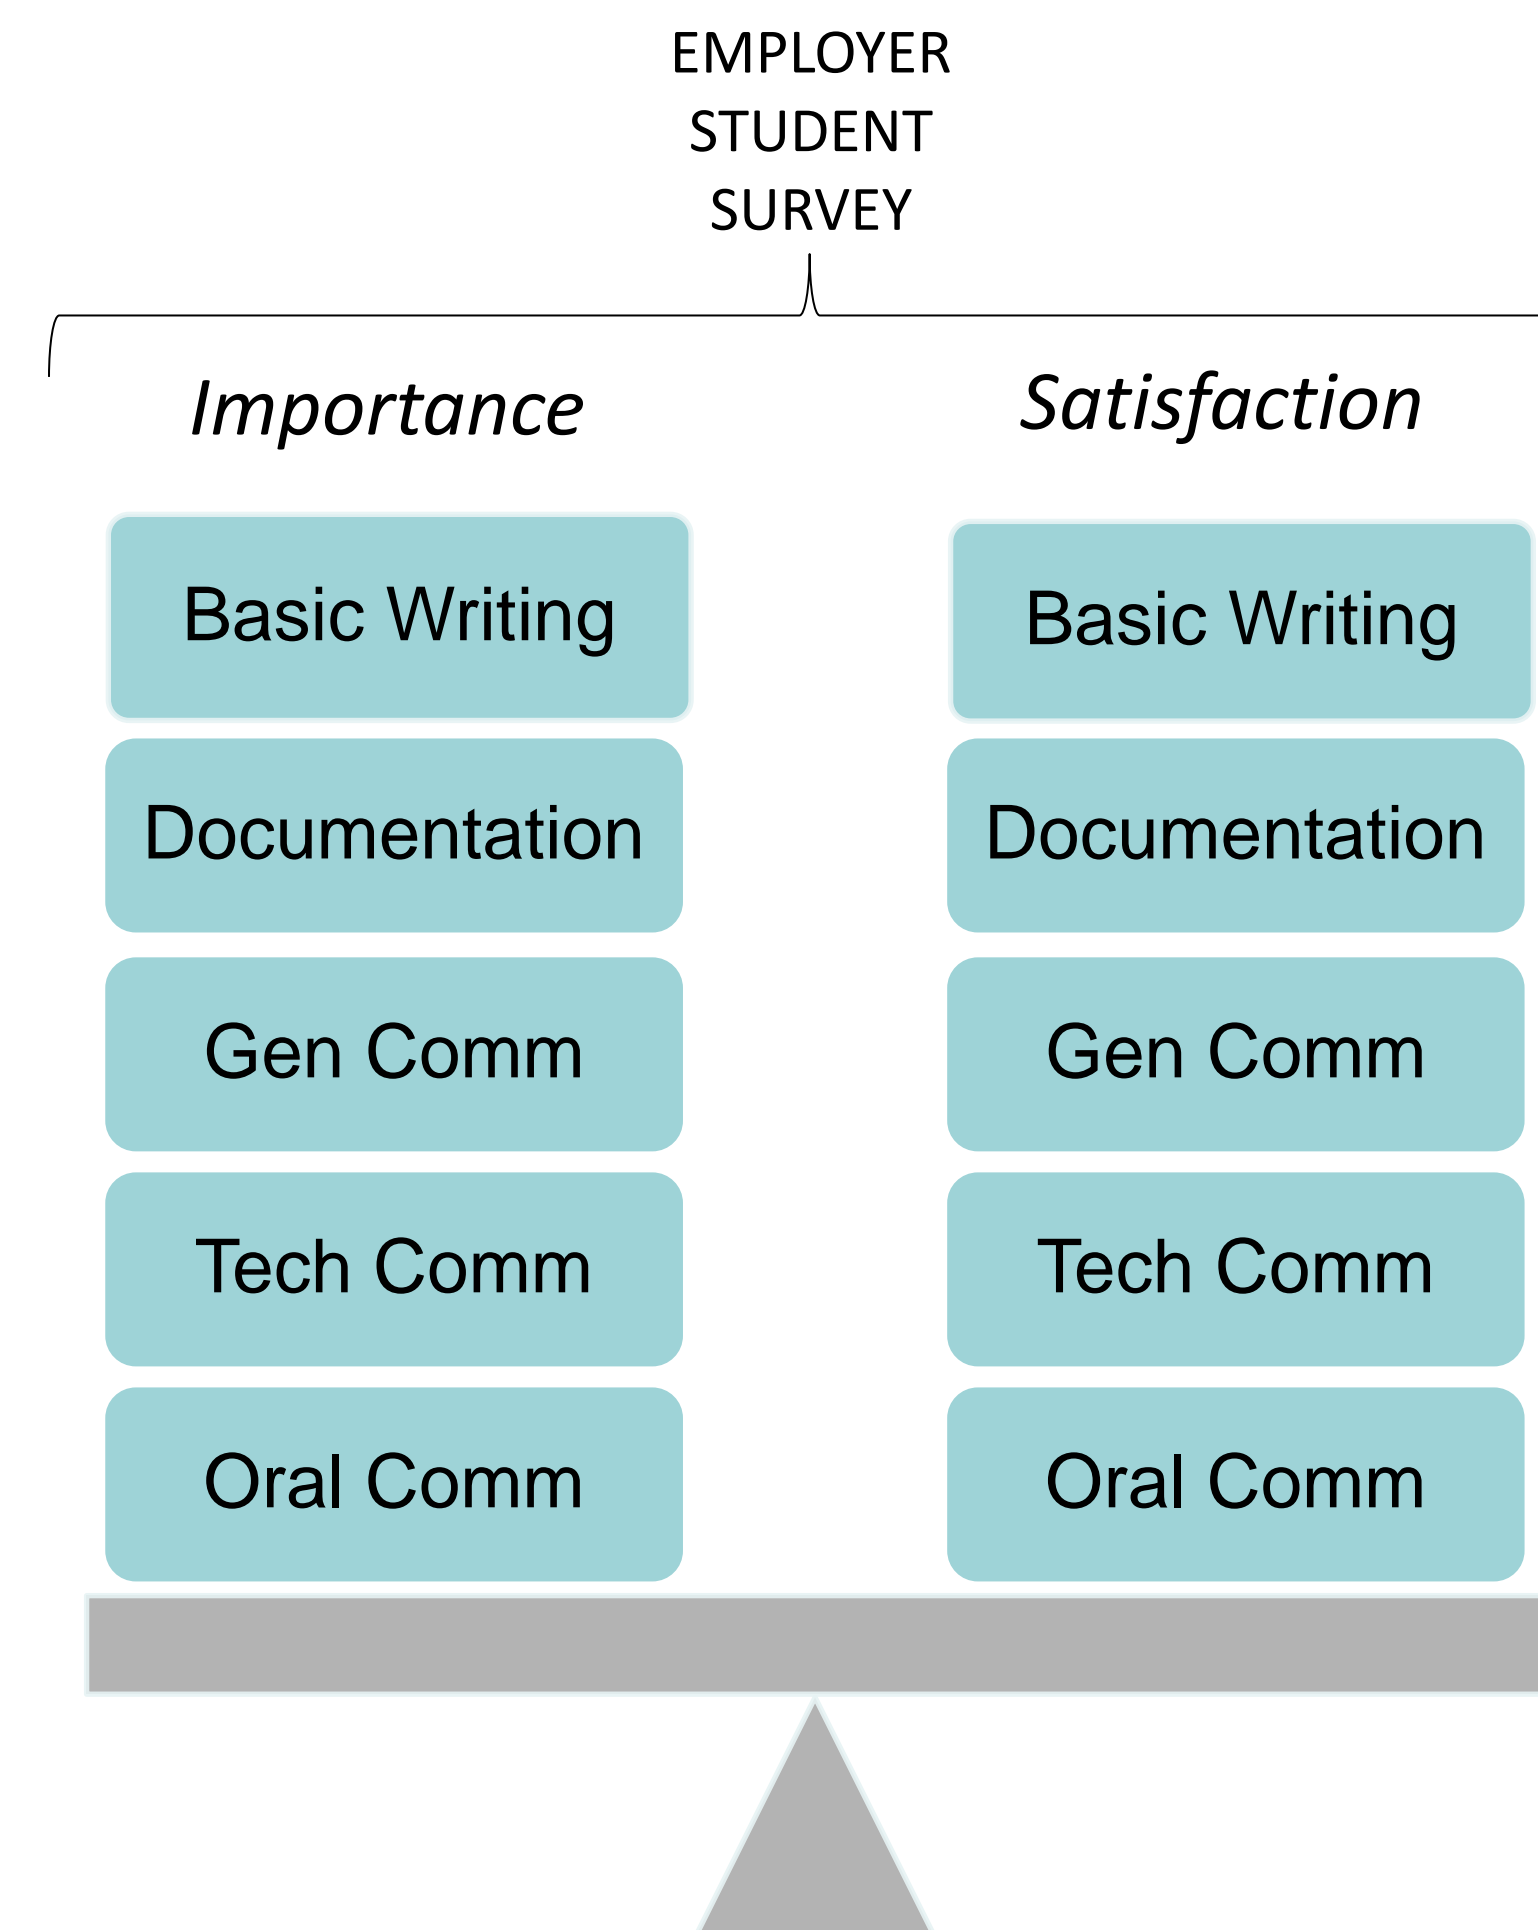 EMPLOYER
STUDENT
SURVEY
Importance
Satisfaction
Basic Writing
Basic Writing
Documentation
Documentation
Gen Comm
Gen Comm
Tech Comm
Tech Comm
Oral Comm
Oral Comm